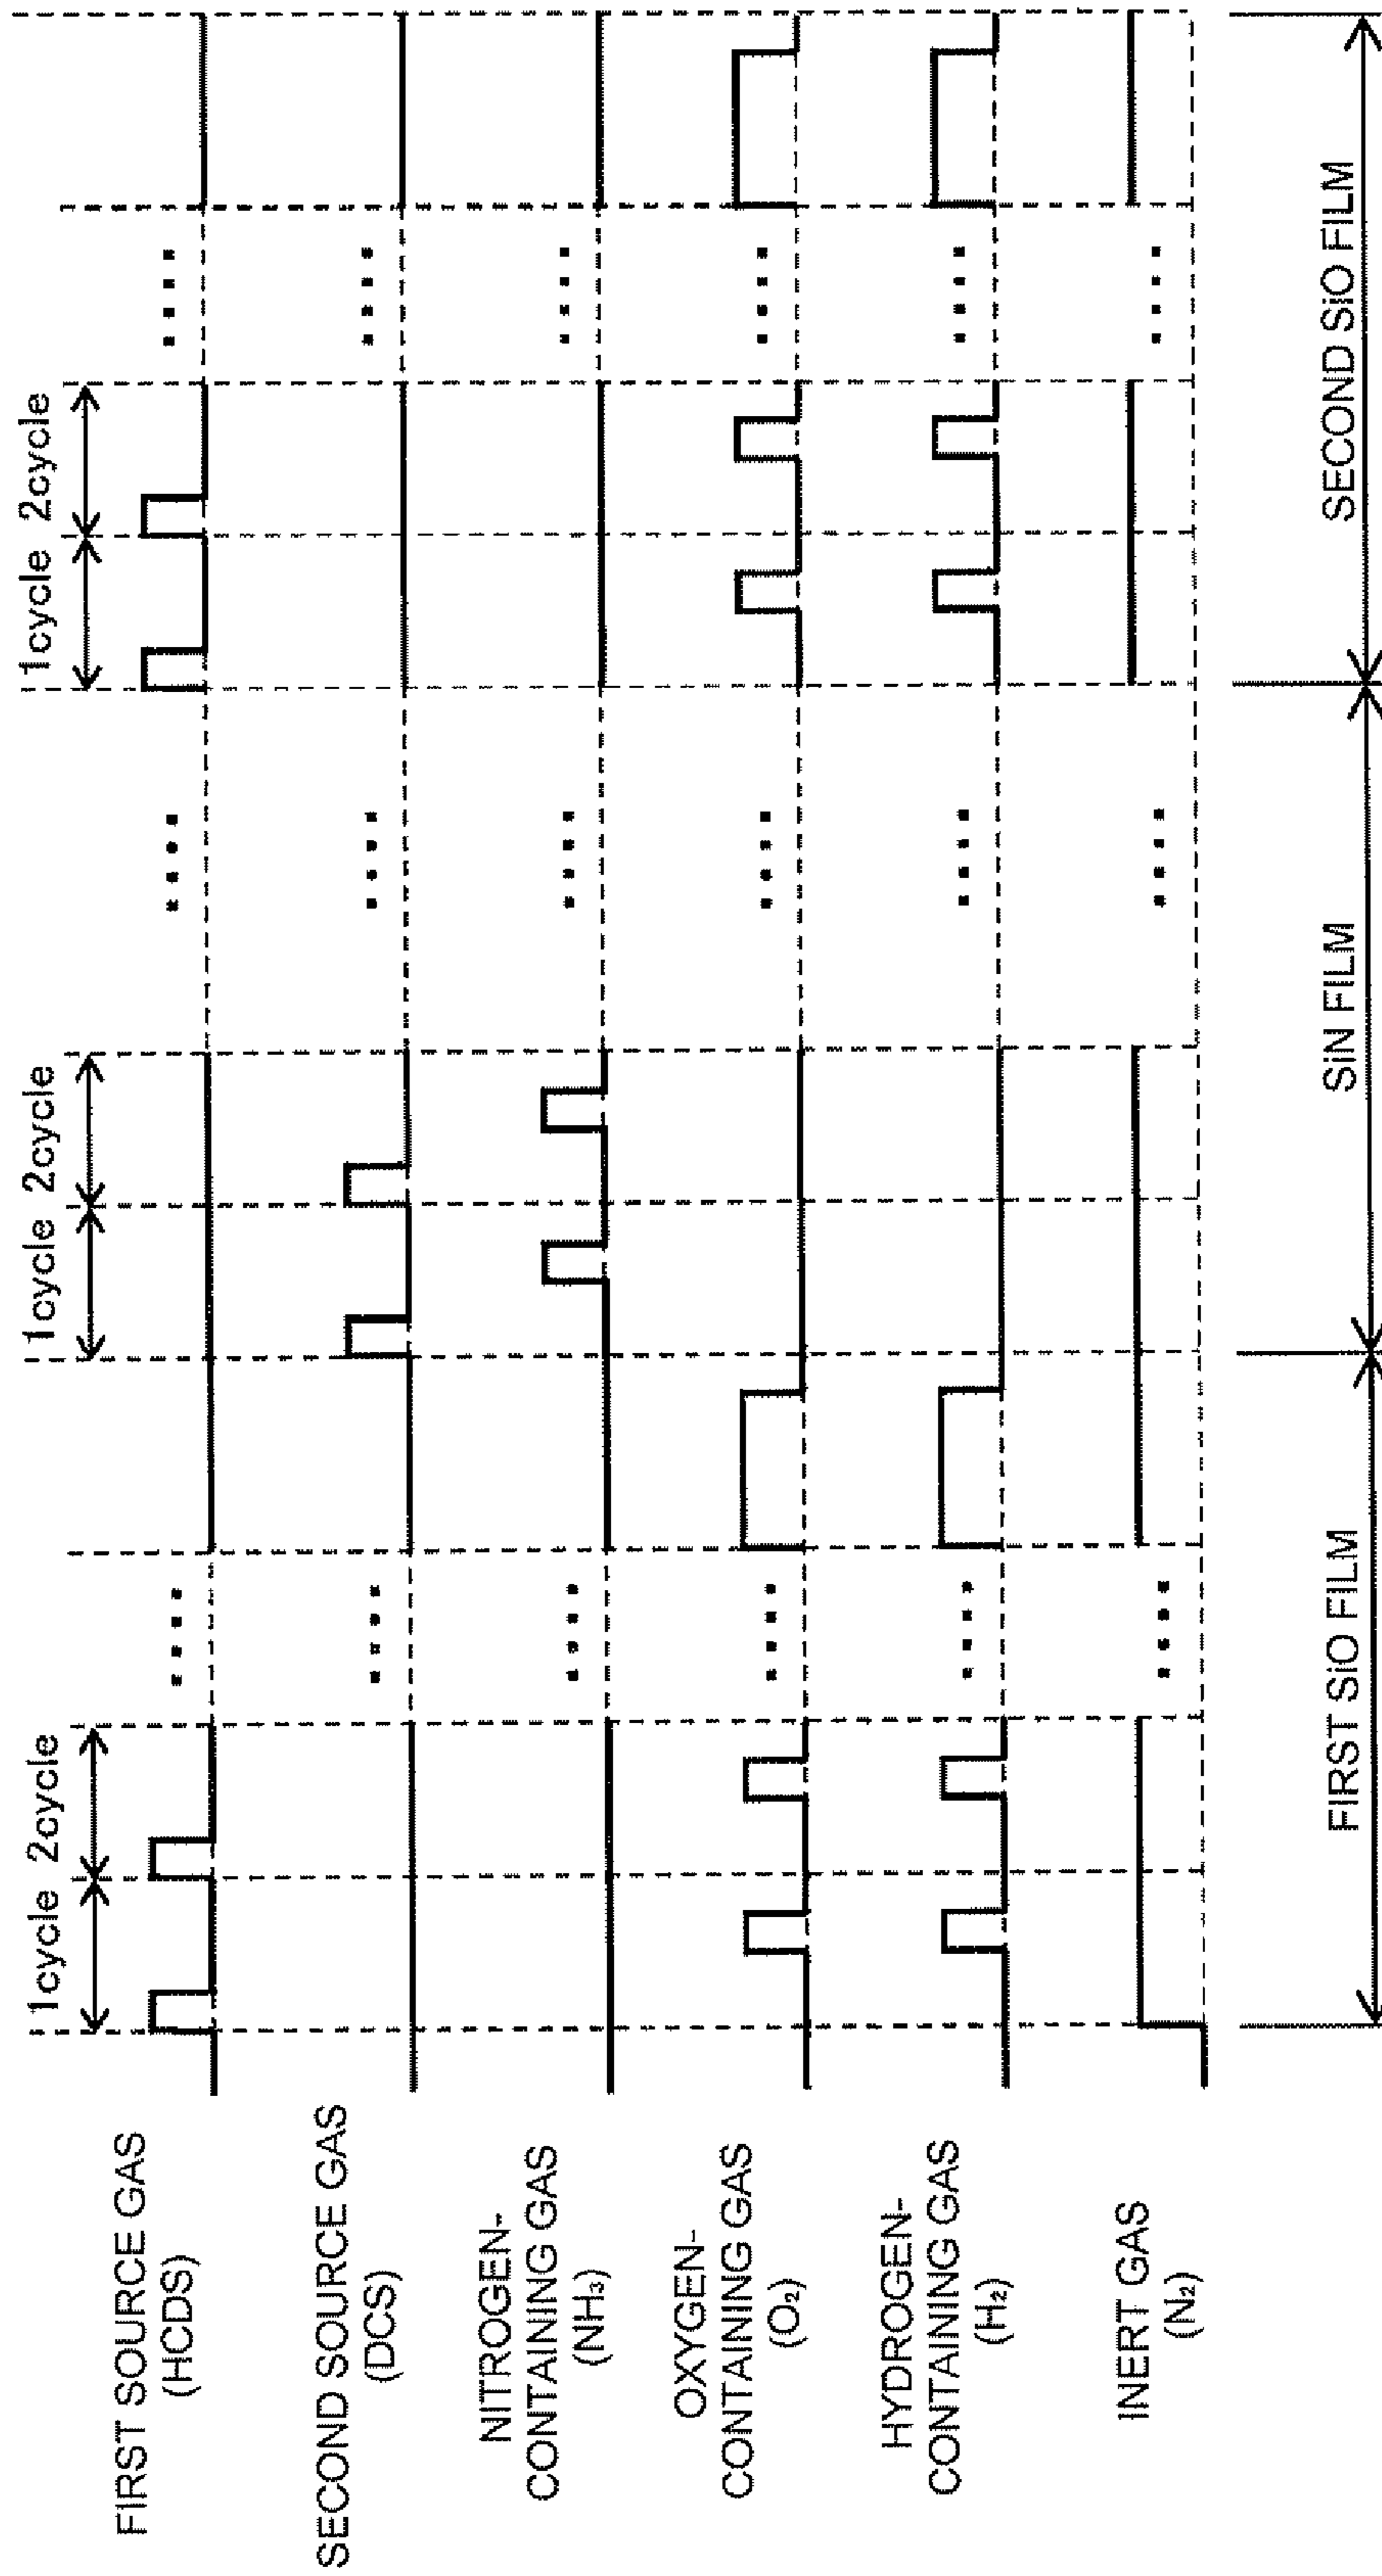 1cycle 2cycle
1cycle 2cycle
1cycle 2cycle
FIRST SOURCE GAS
(HCDS)
SECOND SOURCE GAS
(DCS)
NITROGEN-
CONTAINING GAS
(NH₃)
OXYGEN-
CONTAINING GAS
(O₂)
HYDROGEN-
CONTAINING GAS
(H₂)
INERT GAS
(N₂)
FIRST SiO FILM
SiN FILM
SECOND SiO FILM